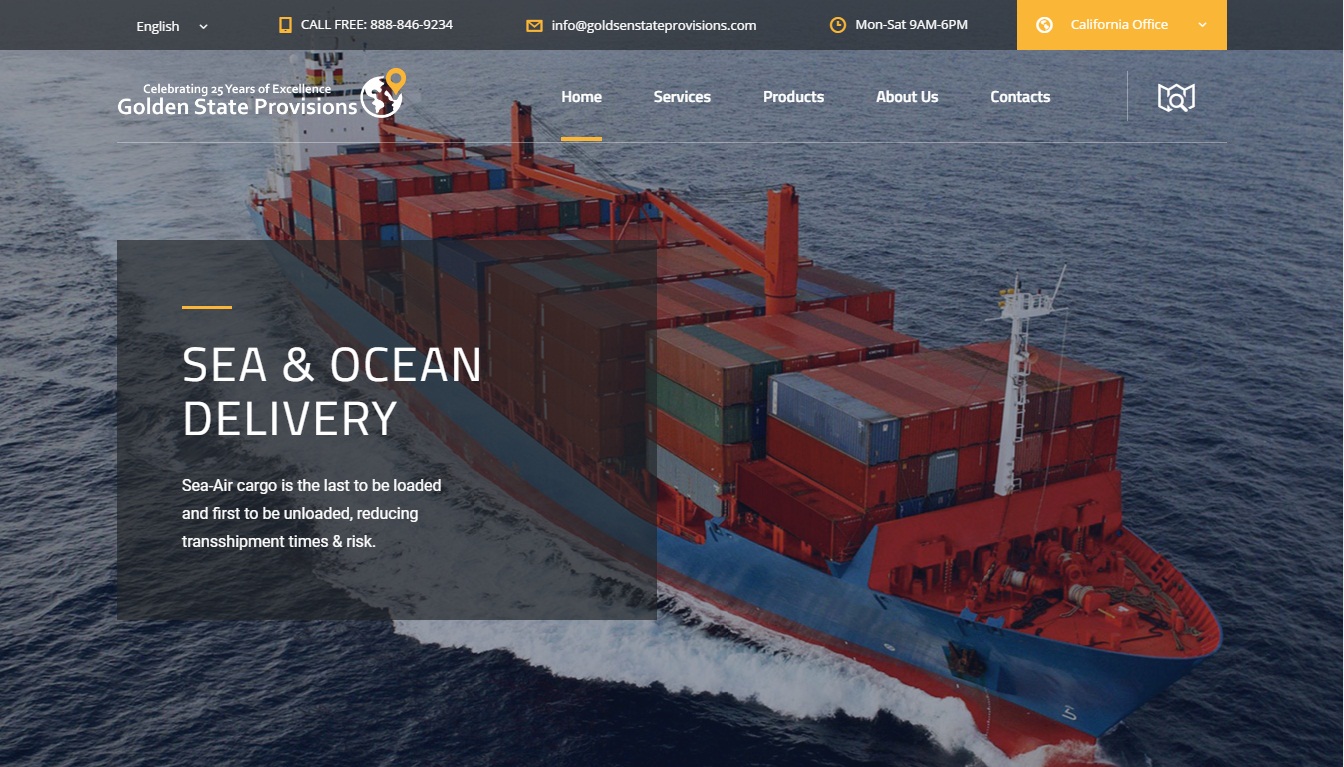 English
CALL FREE: 888-846-9234
info@goldsenstateprovisions.com
Mon-Sat 9AM-6PM
California Office
Celebrating 25 Years of Excellence
Golden State Provisions
Home
Services
Products
About Us
Contacts
SEA & OCEAN
DELIVERY
Sea-Air cargo is the last to be loaded
and first to be unloaded, reducing
transshipment times & risk.